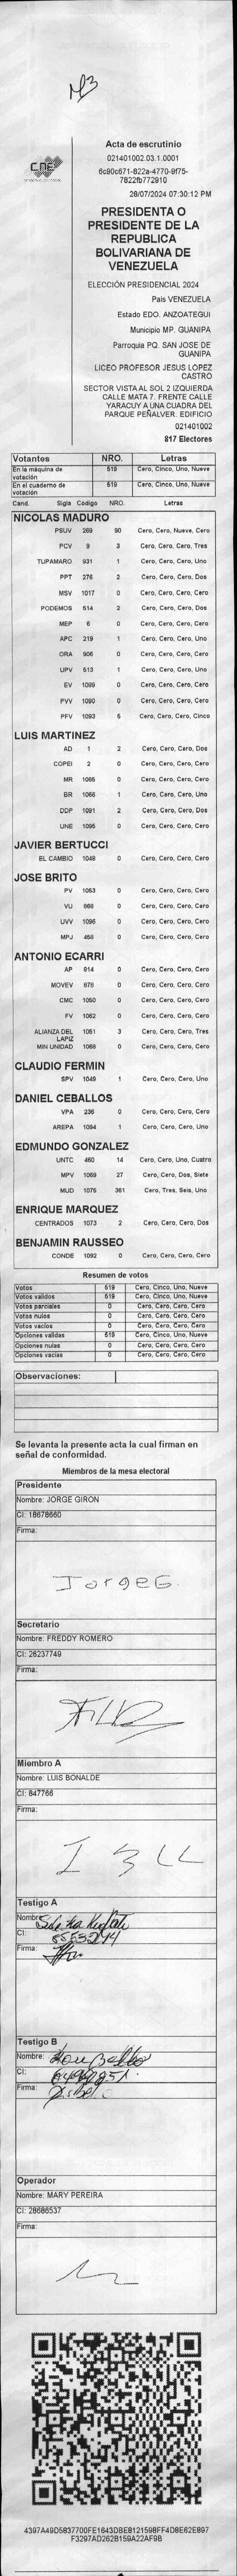 M3
CNE
Acta de escrutinio
021401002.03.1.0001
6c90c671-822a-4770-9f75-
7822fb772910
28/07/2024 07:30:12 PM
PRESIDENTA O
PRESIDENTE DE LA
REPUBLICA
BOLIVARIANA DE
VENEZUELA
ELECCIÓN PRESIDENCIAL 2024
País VENEZUELA
Estado EDO. ANZOATEGUI
Municipio MP. GUANIPA
Parroquia PQ. SAN JOSE DE
GUANIPA
LICEO PROFESOR JESUS LÓPEZ
CASTRO
SECTOR VISTA AL SOL 2 IZQUIERDA
CALLE MATA 7. FRENTE CALLE
YARACUY A UNA CUADRA DEL
PARQUE PEÑALVER. EDIFICIO
021401002
817 Electores
Votantes NRO. Letras
En la máquina de votación 519 Cero, Cinco, Uno, Nueve
En el cuaderno de votación 519 Cero, Cinco, Uno, Nueve
Cand. Sigla Código NRO. Letras
NICOLAS MADURO
PSUV 269 90 Cero, Cero, Nueve, Cero
PCV 9 3 Cero, Cero, Cero, Tres
TUPAMARO 931 1 Cero, Cero, Cero, Uno
PPT 276 2 Cero, Cero, Cero, Dos
MSV 1017 0 Cero, Cero, Cero, Cero
PODEMOS 514 2 Cero, Cero, Cero, Dos
MEP 6 0 Cero, Cero, Cero, Cero
APC 219 1 Cero, Cero, Cero, Uno
ORA 906 0 Cero, Cero, Cero, Cero
UPV 513 1 Cero, Cero, Cero, Uno
EV 1089 0 Cero, Cero, Cero, Cero
PVV 1090 0 Cero, Cero, Cero, Cero
PFV 1093 5 Cero, Cero, Cero, Cinco
LUIS MARTINEZ
AD 1 2 Cero, Cero, Cero, Dos
COPEI 2 0 Cero, Cero, Cero, Cero
MR 1065 0 Cero, Cero, Cero, Cero
BR 1066 1 Cero, Cero, Cero, Uno
DDP 1091 2 Cero, Cero, Cero, Dos
UNE 1095 0 Cero, Cero, Cero, Cero
JAVIER BERTUCCI
EL CAMBIO 1048 0 Cero, Cero, Cero, Cero
JOSE BRITO
PV 1053 0 Cero, Cero, Cero, Cero
VU 868 0 Cero, Cero, Cero, Cero
UVV 1096 0 Cero, Cero, Cero, Cero
MPJ 458 0 Cero, Cero, Cero, Cero
ANTONIO ECARRI
AP 914 0 Cero, Cero, Cero, Cero
MOVEV 978 0 Cero, Cero, Cero, Cero
CMC 1050 0 Cero, Cero, Cero, Cero
FV 1062 0 Cero, Cero, Cero, Cero
ALIANZA DEL LAPIZ 1051 3 Cero, Cero, Cero, Tres
MIN UNIDAD 1068 0 Cero, Cero, Cero, Cero
CLAUDIO FERMIN
SPV 1049 1 Cero, Cero, Cero, Uno
DANIEL CEBALLOS
VPA 236 0 Cero, Cero, Cero, Cero
AREPA 1094 1 Cero, Cero, Cero, Uno
EDMUNDO GONZALEZ
UNTC 460 14 Cero, Cero, Uno, Cuatro
MPV 1069 27 Cero, Cero, Dos, Siete
MUD 1075 361 Cero, Tres, Seis, Uno
ENRIQUE MARQUEZ
CENTRADOS 1073 2 Cero, Cero, Cero, Dos
BENJAMIN RAUSSEO
CONDE 1092 0 Cero, Cero, Cero, Cero
Resumen de votos
Votos 519 Cero, Cinco, Uno, Nueve
Votos validos 519 Cero, Cinco, Uno, Nueve
Votos parciales 0 Cero, Cero, Cero, Cero
Votos nulos 0 Cero, Cero, Cero, Cero
Votos vacios 0 Cero, Cero, Cero, Cero
Opciones validas 519 Cero, Cinco, Uno, Nueve
Opciones nulas 0 Cero, Cero, Cero, Cero
Opciones vacias 0 Cero, Cero, Cero, Cero
Observaciones:
Se levanta la presente acta la cual firman en
señal de conformidad.
Miembros de la mesa electoral
Presidente
Nombre: JORGE GIRON
CI: 18678660
Firma:
JorgeG.
Secretario
Nombre: FREDDY ROMERO
CI: 26237749
Firma:
Miembro A
Nombre: LUIS BONALDE
CI: 847766
Firma:
Testigo A
Nombre:
CI:
Firma:
Testigo B
Nombre:
CI:
Firma:
Operador
Nombre: MARY PEREIRA
CI: 28686537
Firma:
4397A49D5837700FE1643DBE8121598FF4D8E62E897
F3297AD262B159A22AF9B